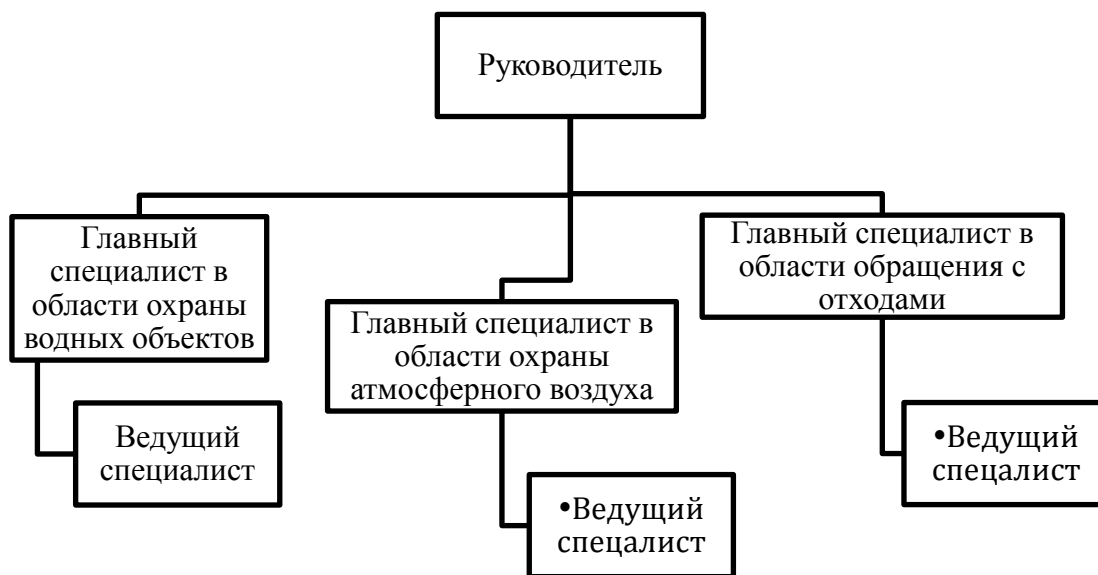 Руководитель
Главный
специалист в
области охраны
водных объектов
Главный специалист в
области охраны
атмосферного воздуха
Главный специалист в
области обращения с
отходами
Ведущий
специалист
•Ведущий
спецалист
•Ведущий
спецалист